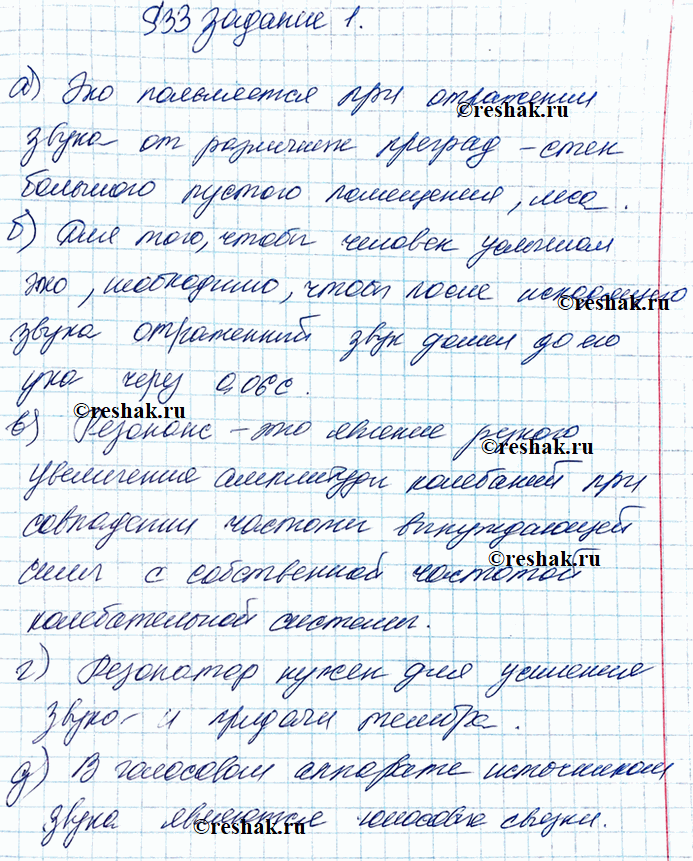 §33 Задание 1.
а) Эхо появляется при отражении
©reshak.ru
звука от различных преград – стен
большого пустого помещения, леса.
б) Для того, чтобы человек услышал
эхо, необходимо, чтобы после исходящего
©reshak.ru
звука отраженный звук дошел до его
уха через 0,06с.
©reshak.ru
в) Резонанс – это явление резкого
©reshak.ru
увеличения амплитуды колебаний при
совпадении частоты вынуждающей
силы с собственной частотой
©reshak.ru
колебательной системы.
г) Резонатор нужен для усиления
звука и придачи тембра.
д) В голосовом аппарате источником
звука являются голосовые связки.
©reshak.ru